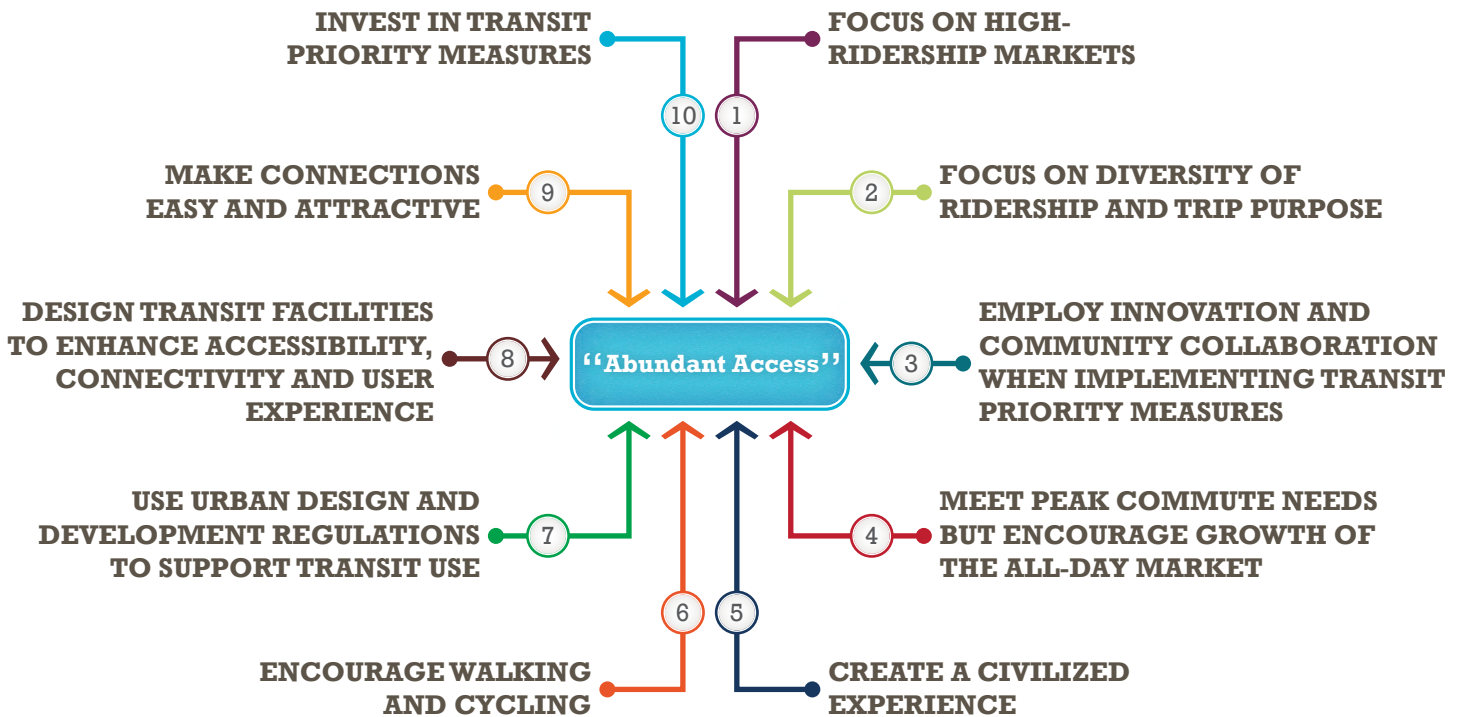 INVEST IN TRANSIT
PRIORITY MEASURES
10
1
FOCUS ON HIGH-
RIDERSHIP MARKETS
MAKE CONNECTIONS
EASY AND ATTRACTIVE
9
2
FOCUS ON DIVERSITY OF
RIDERSHIP AND TRIP PURPOSE
DESIGN TRANSIT FACILITIES
TO ENHANCE ACCESSIBILITY,
CONNECTIVITY AND USER
EXPERIENCE
8
“Abundant Access”
3
EMPLOY INNOVATION AND
COMMUNITY COLLABORATION
WHEN IMPLEMENTING TRANSIT
PRIORITY MEASURES
USE URBAN DESIGN AND
DEVELOPMENT REGULATIONS
TO SUPPORT TRANSIT USE
7
4
MEET PEAK COMMUTE NEEDS
BUT ENCOURAGE GROWTH OF
THE ALL-DAY MARKET
ENCOURAGE WALKING
AND CYCLING
6
5
CREATE A CIVILIZED
EXPERIENCE